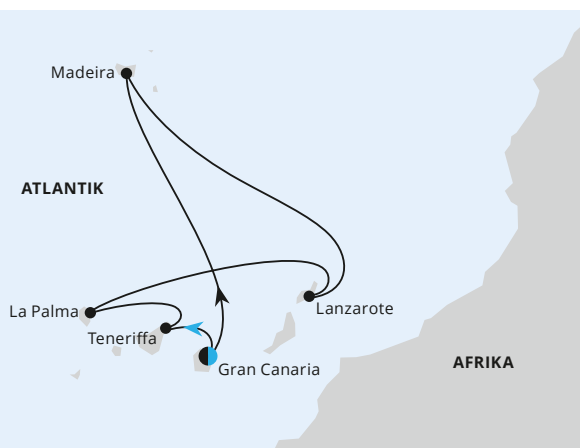 Madeira
ATLANTIK
La Palma
Lanzarote
Teneriffa
Gran Canaria
AFRIKA